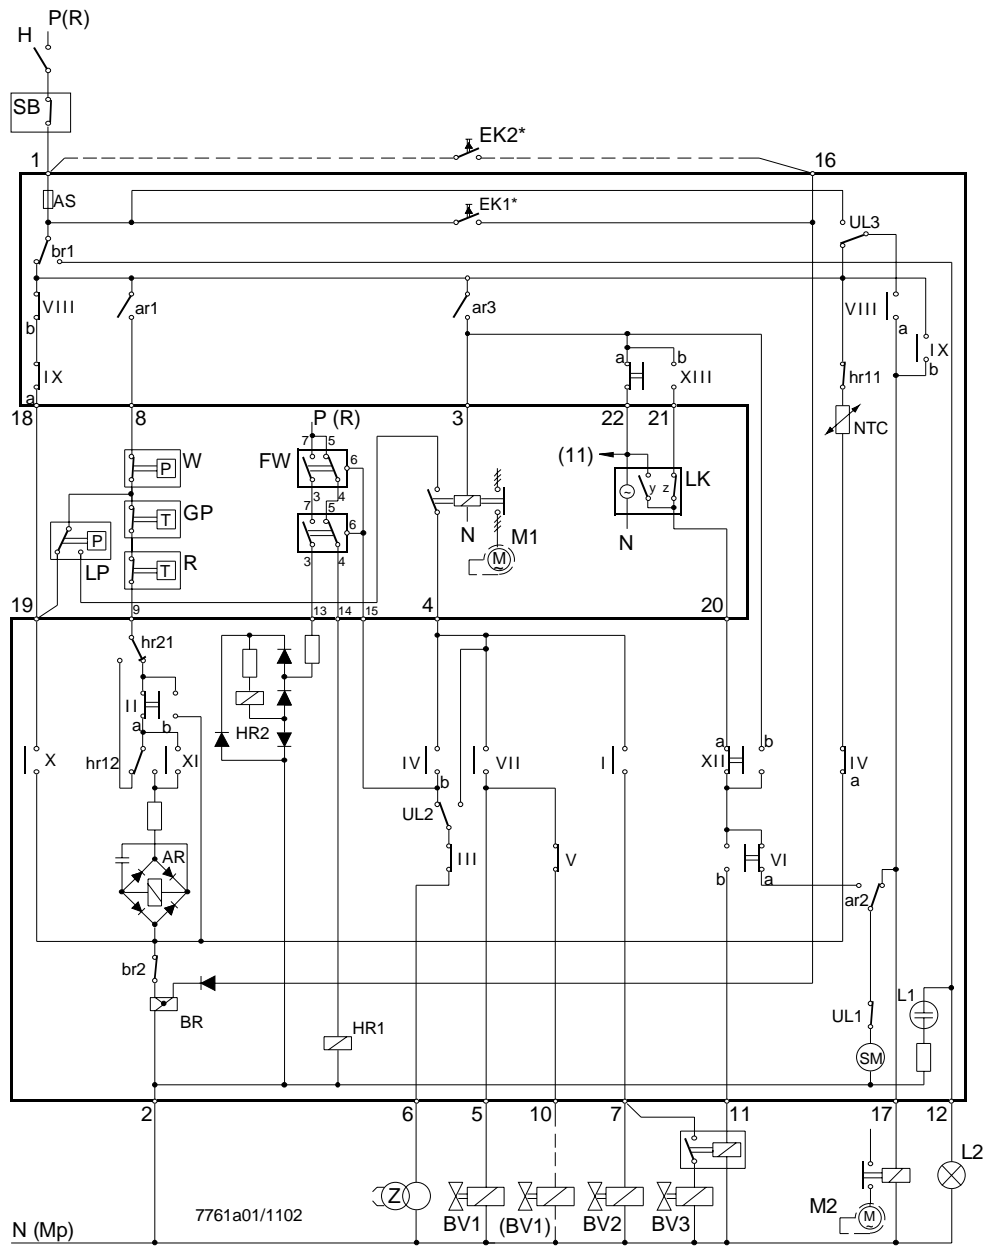 P(R)
H
SB
EK2*
1
16
AS
EK1*
UL3
br1
VIII
ar1
ar3
VIII
b
a
a
b
IX
XIII
IX
hr11
b
a
18
8
P (R)
3
22
21
NTC
7
5
(11)
W
FW
6
P
LK
y
z
3
4
~
GP
7
5
T
6
N
M1
N
P
M
R
3
4
T
LP
19
9
13
14
15
4
20
hr21
II
a
b
HR2
a
b
X
hr12
XI
IV
VII
I
XII
IV
b
a
UL2
AR
III
V
VI
b
a
ar2
br2
L1
BR
UL1
HR1
SM
2
6
5
10
7
11
17
12
L2
Z
M2
7761a01/1102
BV1
(BV1)
BV2
BV3
M
N (Mp)